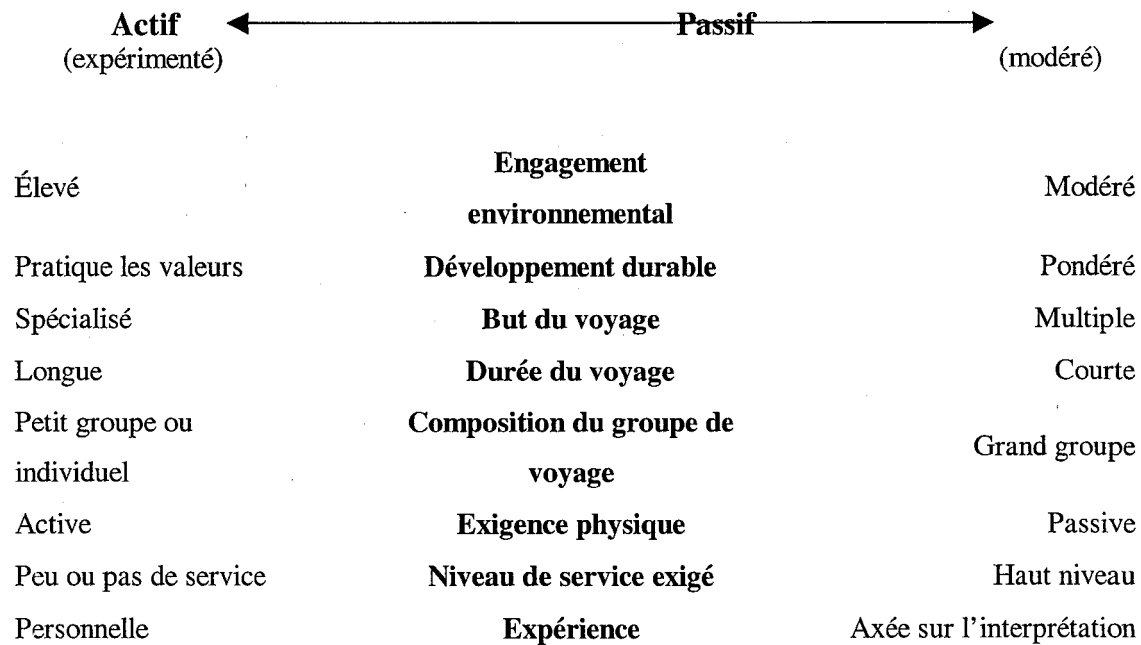 Actif Passif
(expérimenté) (modéré)
Engagement
Élevé Modéré
environnemental
Pratique les valeurs Développement durable Pondéré
Spécialisé But du voyage Multiple
Longue Durée du voyage Courte
Petit groupe ou Composition du groupe de
Grand groupe
individuel voyage
Active Exigence physique Passive
Peu ou pas de service Niveau de service exigé Haut niveau
Personnelle Expérience Axée sur l'interprétation